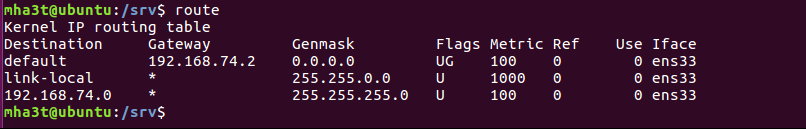 mha3t@ubuntu:/srv$ route
Kernel IP routing table
Destination     Gateway         Genmask         Flags Metric Ref    Use Iface
default         192.168.74.2    0.0.0.0         UG    100    0        0 ens33
link-local      *               255.255.0.0     U     1000   0        0 ens33
192.168.74.0    *               255.255.255.0   U     100    0        0 ens33
mha3t@ubuntu:/srv$